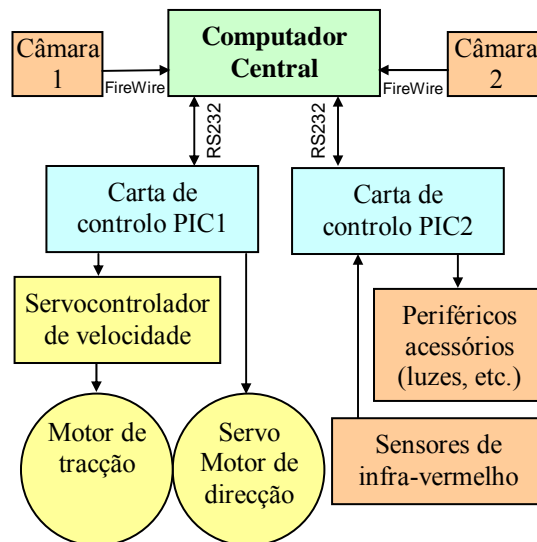 Câmara
1
Computador
Central
Câmara
2
FireWire
FireWire
RS232
RS232
Carta de
controlo PIC1
Carta de
controlo PIC2
Servocontrolador
de velocidade
Periféricos
acessórios
(luzes, etc.)
Motor de
tracção
Servo
Motor de
direcção
Sensores de
infra-vermelho